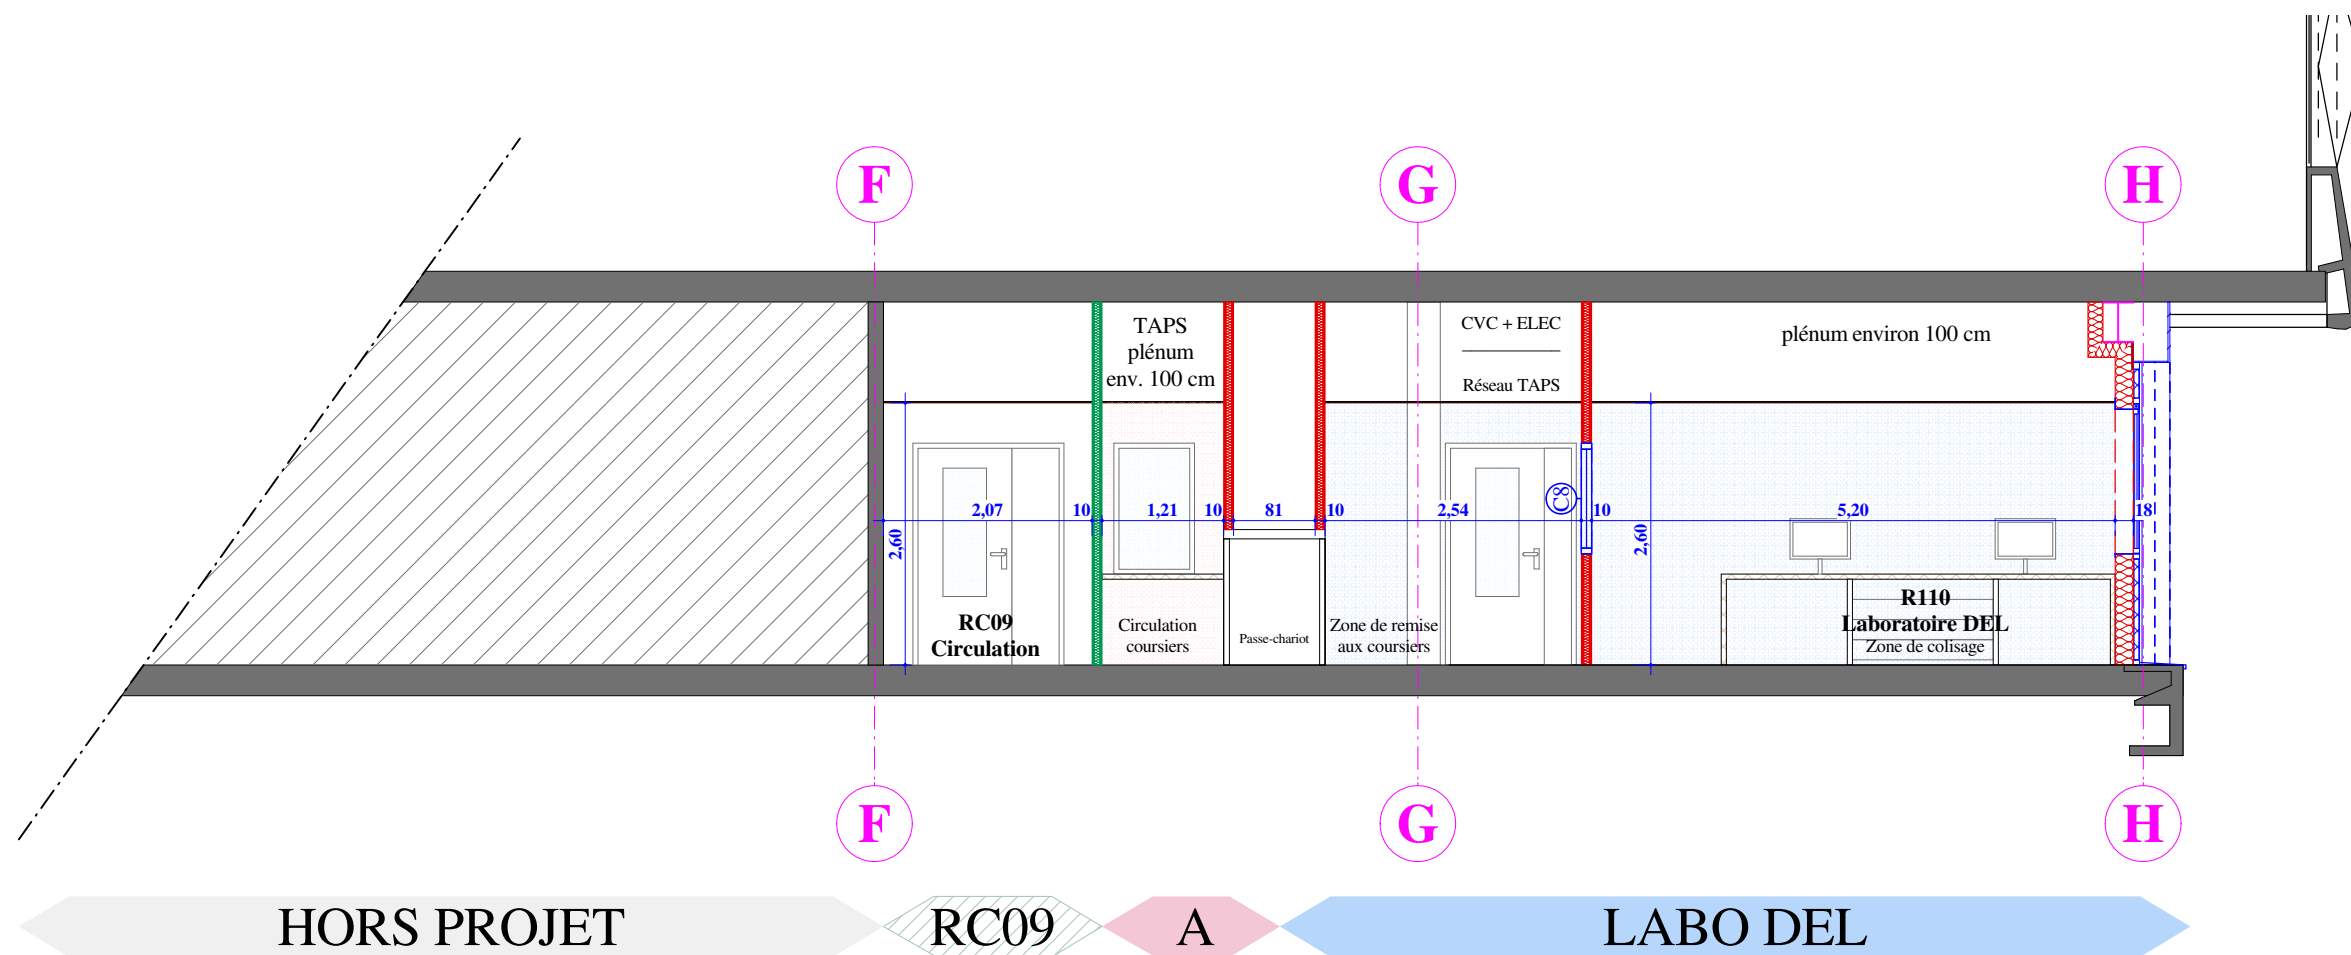 F
G
H
TAPS
plénum
env. 100 cm
CVC + ELEC
Réseau TAPS
plénum environ 100 cm
2,07
10
1,21
10
81
10
2,54
C8
10
5,20
18
2,60
2,60
RC09
Circulation
Circulation
coursiers
Passe-chariot
Zone de remise
aux coursiers
R110
Laboratoire DEL
Zone de colisage
F
G
H
HORS PROJET
RC09
A
LABO DEL